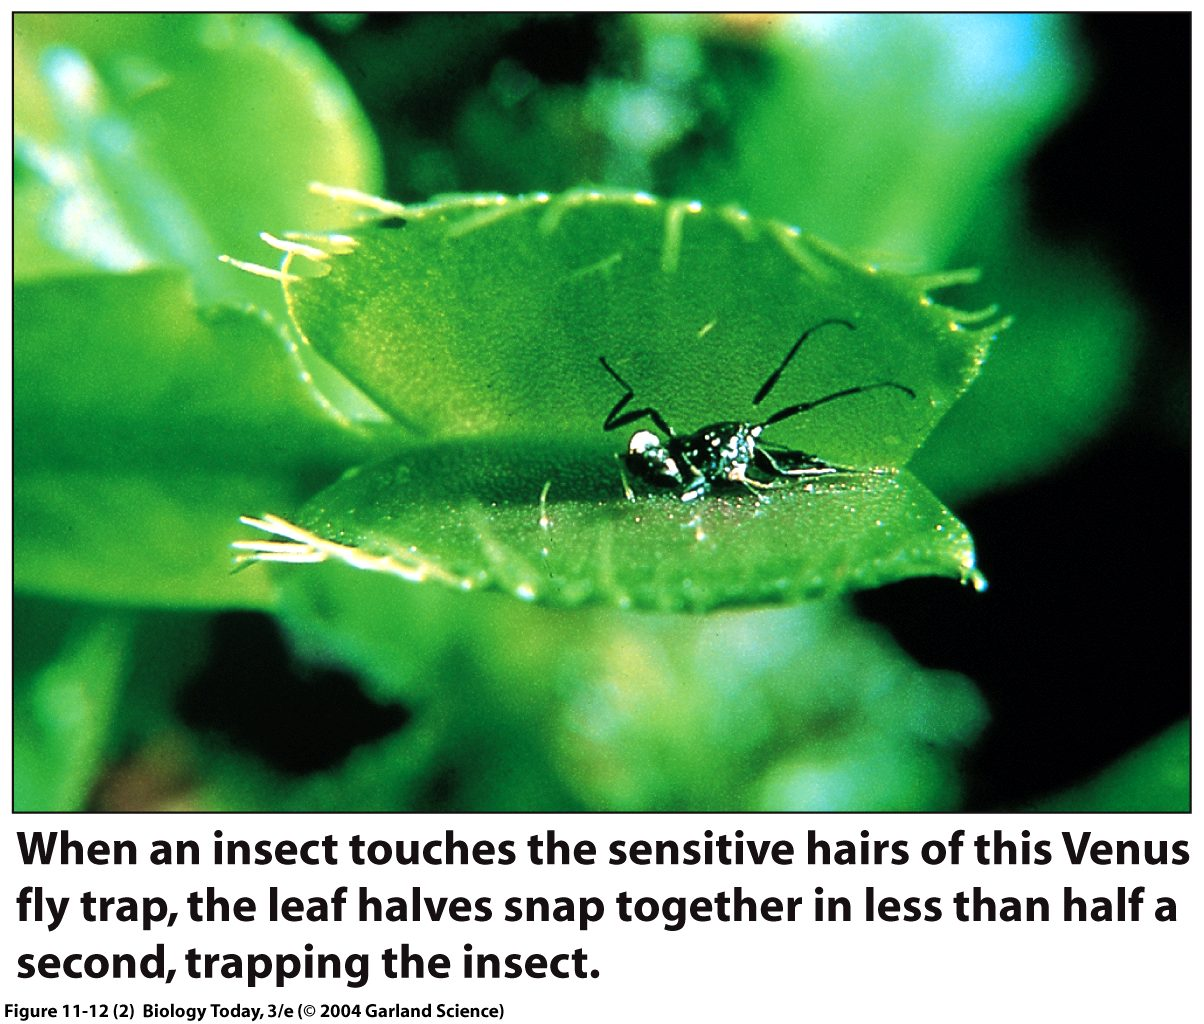 When an insect touches the sensitive hairs of this Venus
fly trap, the leaf halves snap together in less than half a
second, trapping the insect.
Figure 11-12 (2)  Biology Today, 3/e (© 2004 Garland Science)